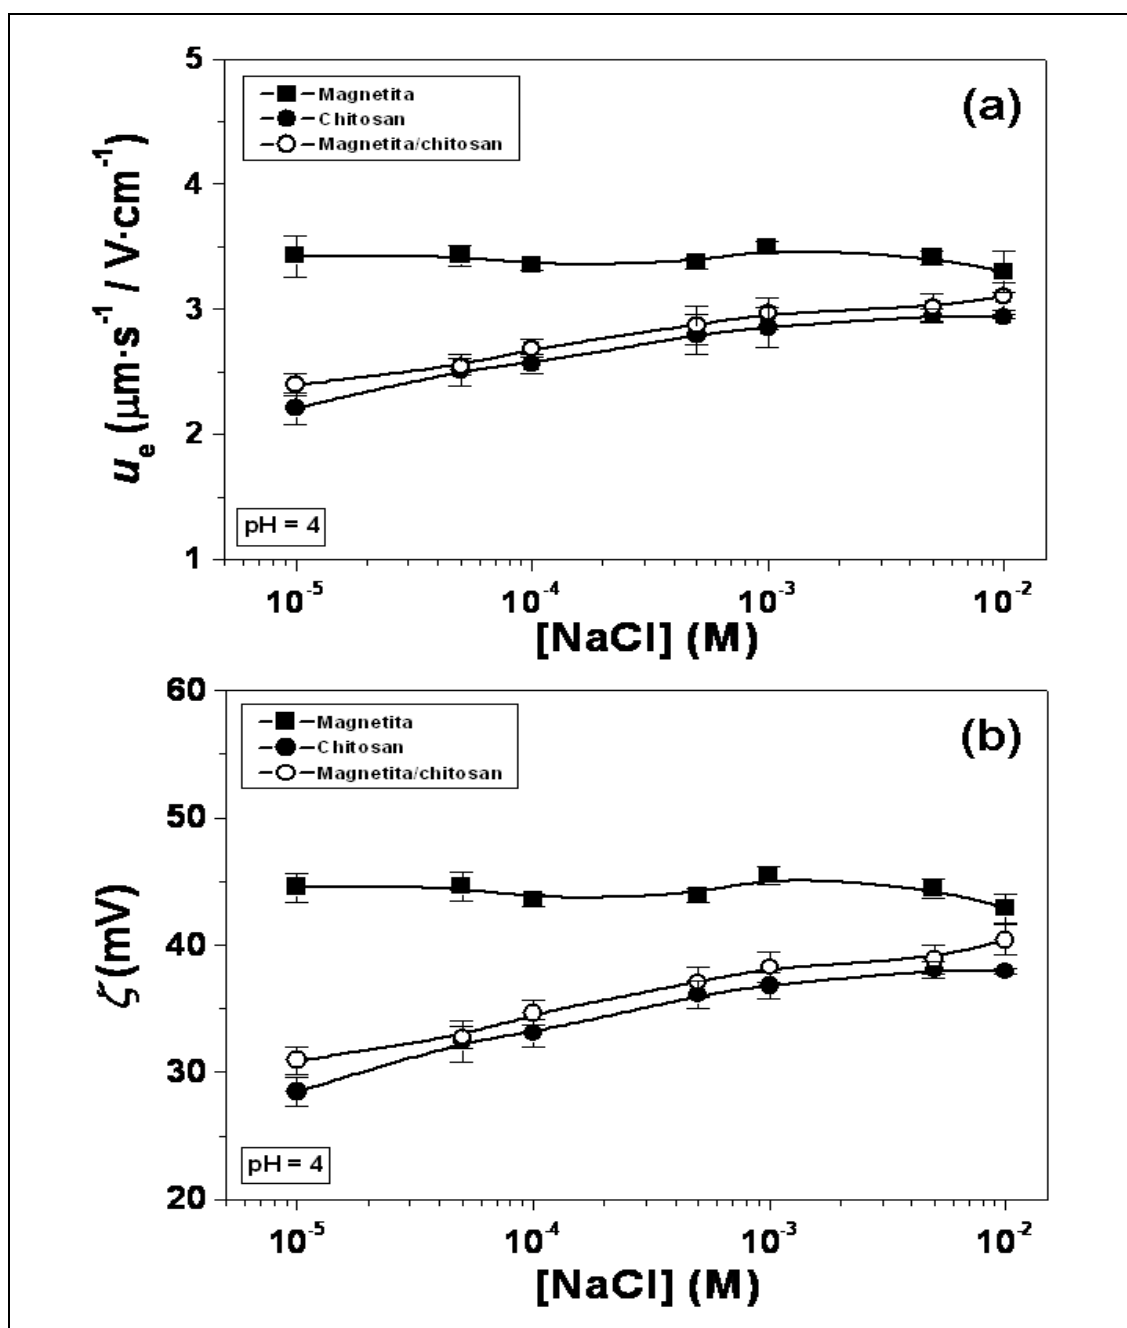 5
Magnetita
Chitosan
Magnetita/chitosan
(a)
4
3
2
1
uₑ (μm·s⁻¹ / V·cm⁻¹)
pH = 4
10⁻⁵ 10⁻⁴ 10⁻³ 10⁻²
[NaCl] (M)
60
Magnetita
Chitosan
Magnetita/chitosan
(b)
50
40
30
20
ζ (mV)
pH = 4
10⁻⁵ 10⁻⁴ 10⁻³ 10⁻²
[NaCl] (M)